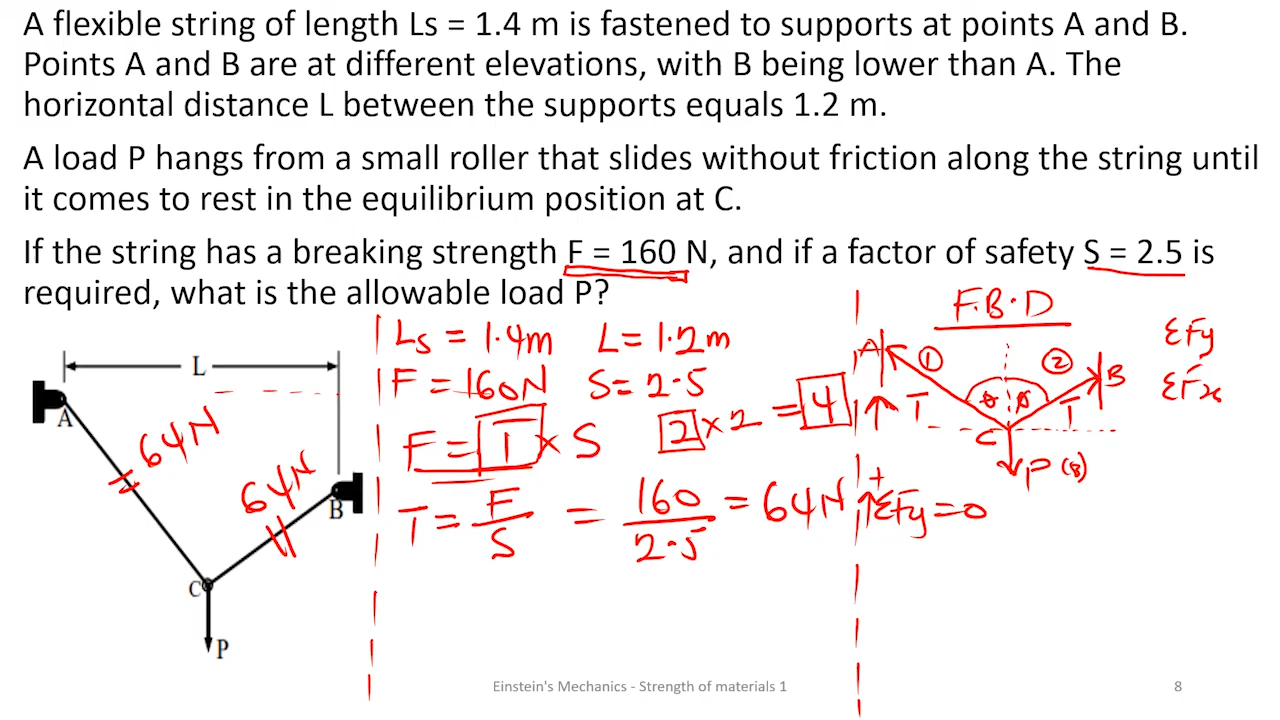 A flexible string of length Ls = 1.4 m is fastened to supports at points A and B.
Points A and B are at different elevations, with B being lower than A. The
horizontal distance L between the supports equals 1.2 m.
A load P hangs from a small roller that slides without friction along the string until
it comes to rest in the equilibrium position at C.
If the string has a breaking strength F = 160 N, and if a factor of safety S = 2.5 is
required, what is the allowable load P?
L
A
64N
64N
B
C
P
Ls = 1.4m L = 1.2m
F = 160N S = 2.5
F = T × S 2 × 2 = 4
T = F/S = 160/2.5 = 64N
F.B.D
ΣFy
ΣFx
A 1 2 B
θ θ
T T
C
+
ΣFy = 0
Einstein's Mechanics - Strength of materials 1
8